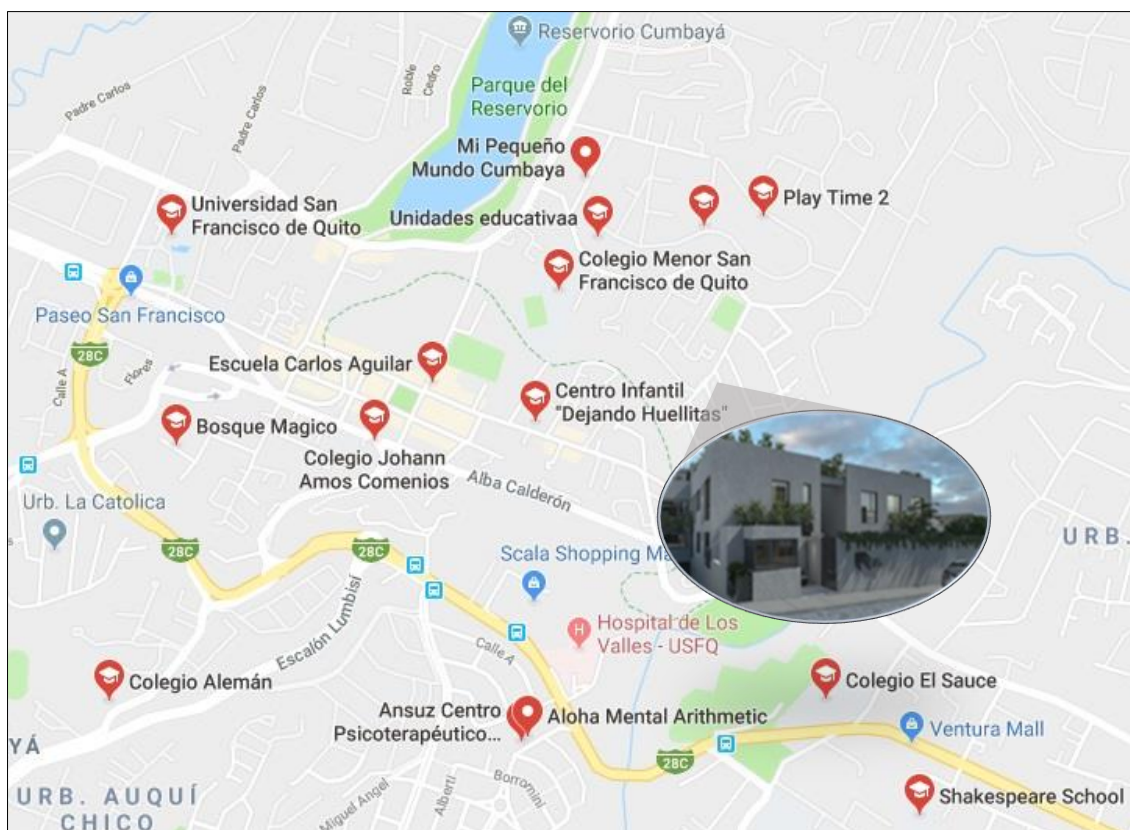 Reservorio Cumbayá
Roble
Cedro
Padre Carlos
Padre Carlos
Parque del
Reservorio
Mi Pequeño
Mundo Cumbaya
Universidad San
Francisco de Quito
Unidades educativaa
Play Time 2
Colegio Menor San
Francisco de Quito
Paseo San Francisco
28C
Calle A
Flores
Escuela Carlos Aguilar
Centro Infantil
"Dejando Huellitas"
Bosque Magico
Colegio Johann
Amos Comenios
Alba Calderón
Urb. La Catolica
28C
28C
Scala Shopping Ma
URB.
Escalón Lumbisí
Calle A
H
Hospital de Los
Valles - USFQ
Colegio Alemán
Colegio El Sauce
Ansuz Centro
Psicoterapéutico...
Aloha Mental Arithmetic
Ventura Mall
YÁ
28C
URB. AUQUÍ
CHICO
Miguel Angel
Alberti
Borromini
Shakespeare School